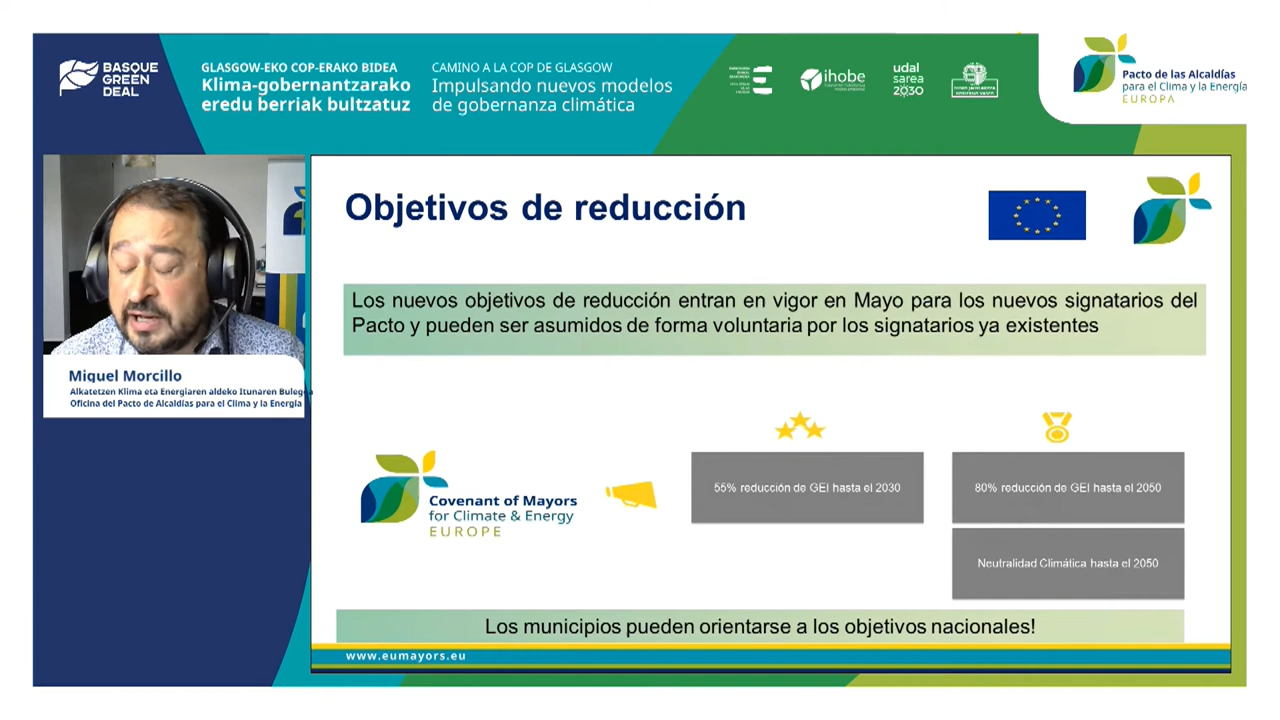 BASQUE
GREEN
DEAL
GLASGOW-EKO COP-ERAKO BIDEA
Klima-gobernantzarako
eredu berriak bultzatuz
CAMINO A LA COP DE GLASGOW
Impulsando nuevos modelos
de gobernanza climática
ihobe
udal
sarea
2030
Pacto de las Alcaldías
para el Clima y la Energía
EUROPA
Objetivos de reducción
Los nuevos objetivos de reducción entran en vigor en Mayo para los nuevos signatarios del
Pacto y pueden ser asumidos de forma voluntaria por los signatarios ya existentes
Miquel Morcillo
Alkatetzen Klima eta Energiaren aldeko Itunaren Bulegoa
Oficina del Pacto de Alcaldías para el Clima y la Energía
Covenant of Mayors
for Climate & Energy
EUROPE
55% reducción de GEI hasta el 2030
80% reducción de GEI hasta el 2050
Neutralidad Climática hasta el 2050
Los municipios pueden orientarse a los objetivos nacionales!
www.eumayors.eu